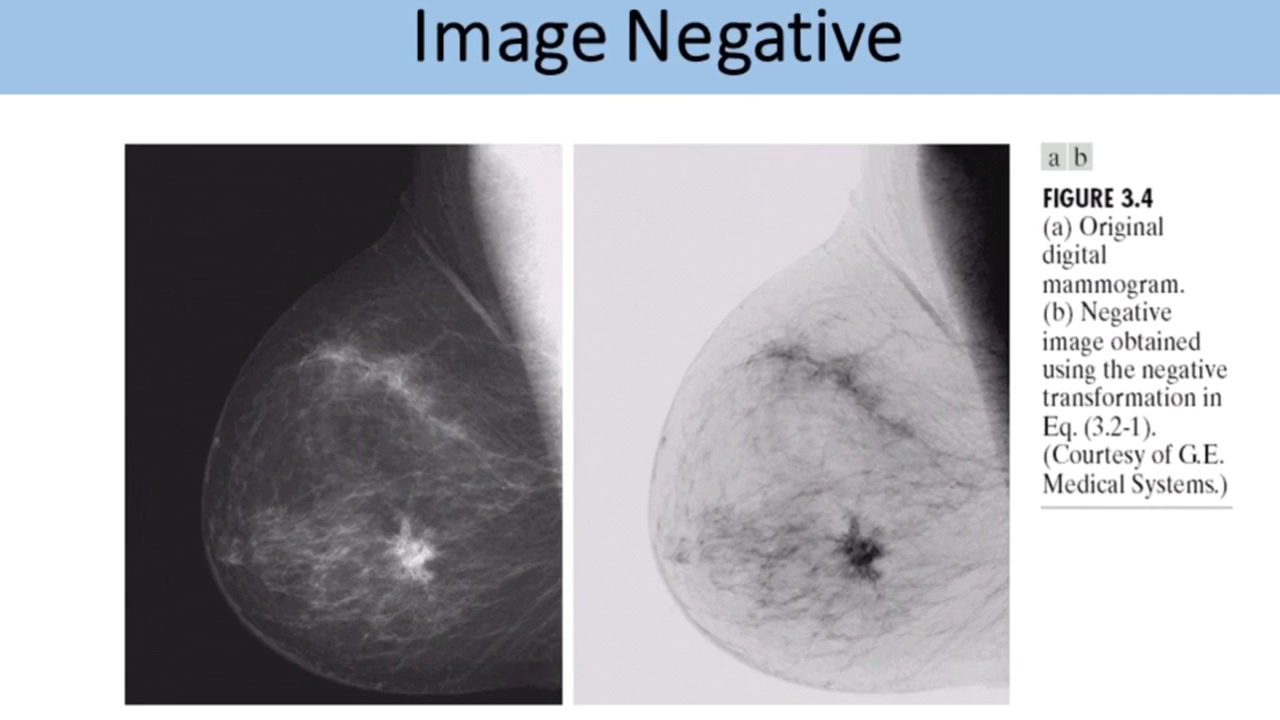 Image Negative
a b
FIGURE 3.4
(a) Original
digital
mammogram.
(b) Negative
image obtained
using the negative
transformation in
Eq. (3.2-1).
(Courtesy of G.E.
Medical Systems.)